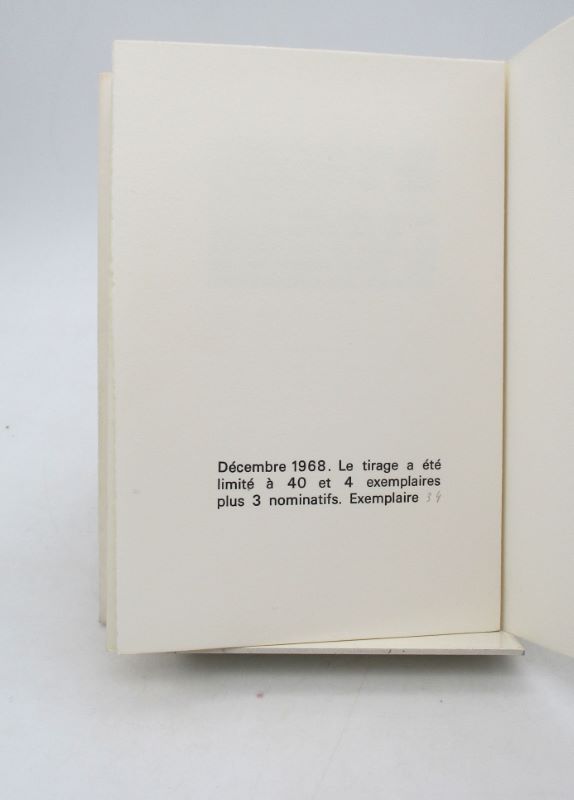 Décembre 1968. Le tirage a été
limité à 40 et 4 exemplaires
plus 3 nominatifs. Exemplaire 34